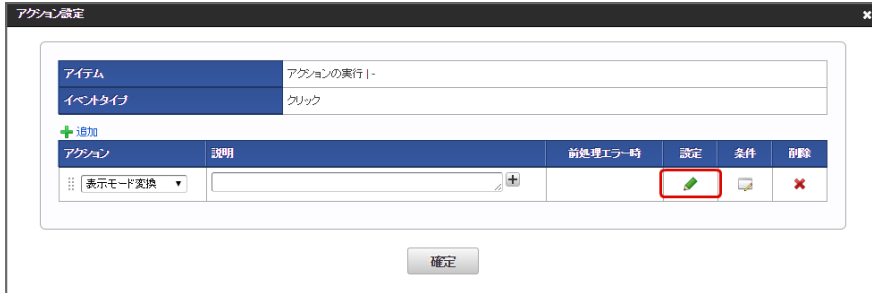 アクション設定
アイテム アクションの実行 | -
イベントタイプ クリック
追加
アクション 説明 前処理エラー時 設定 条件 削除
表示モード変換
確定